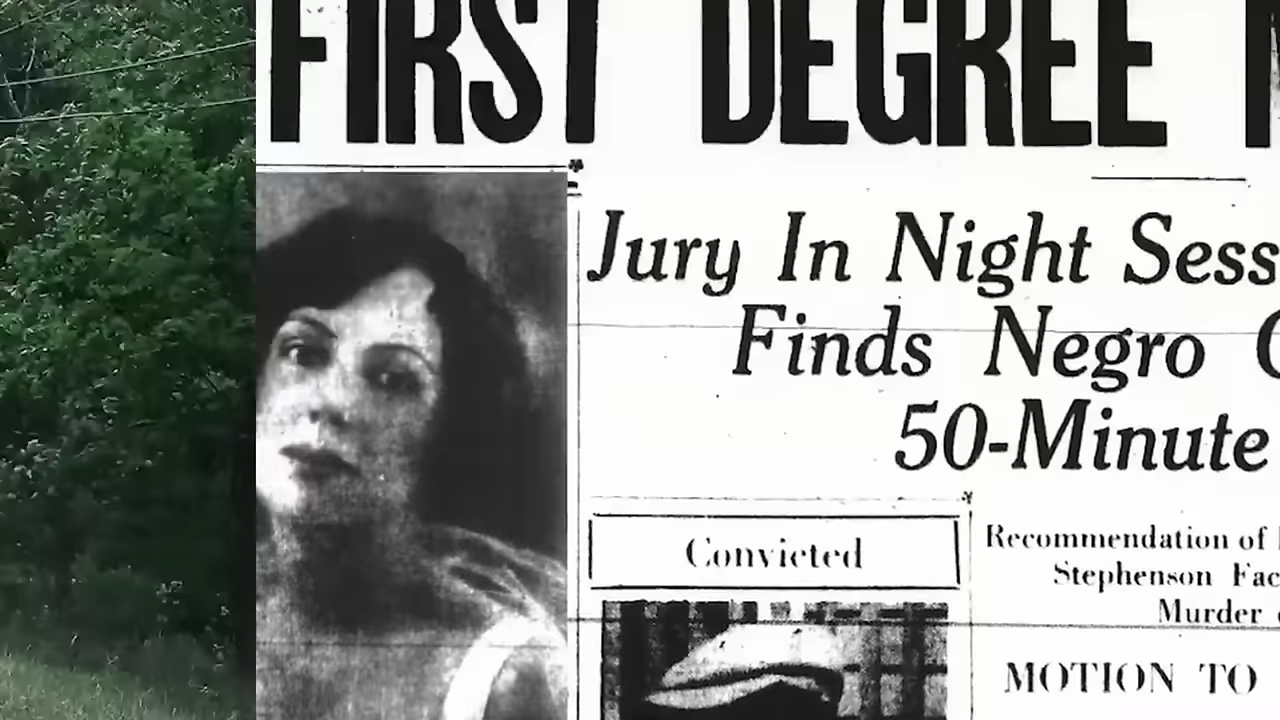 FIRST DEGREE
Jury In Night Sess
Finds Negro
50-Minute
Convicted
Recommendation of
Stephenson Fac
Murder
MOTION TO